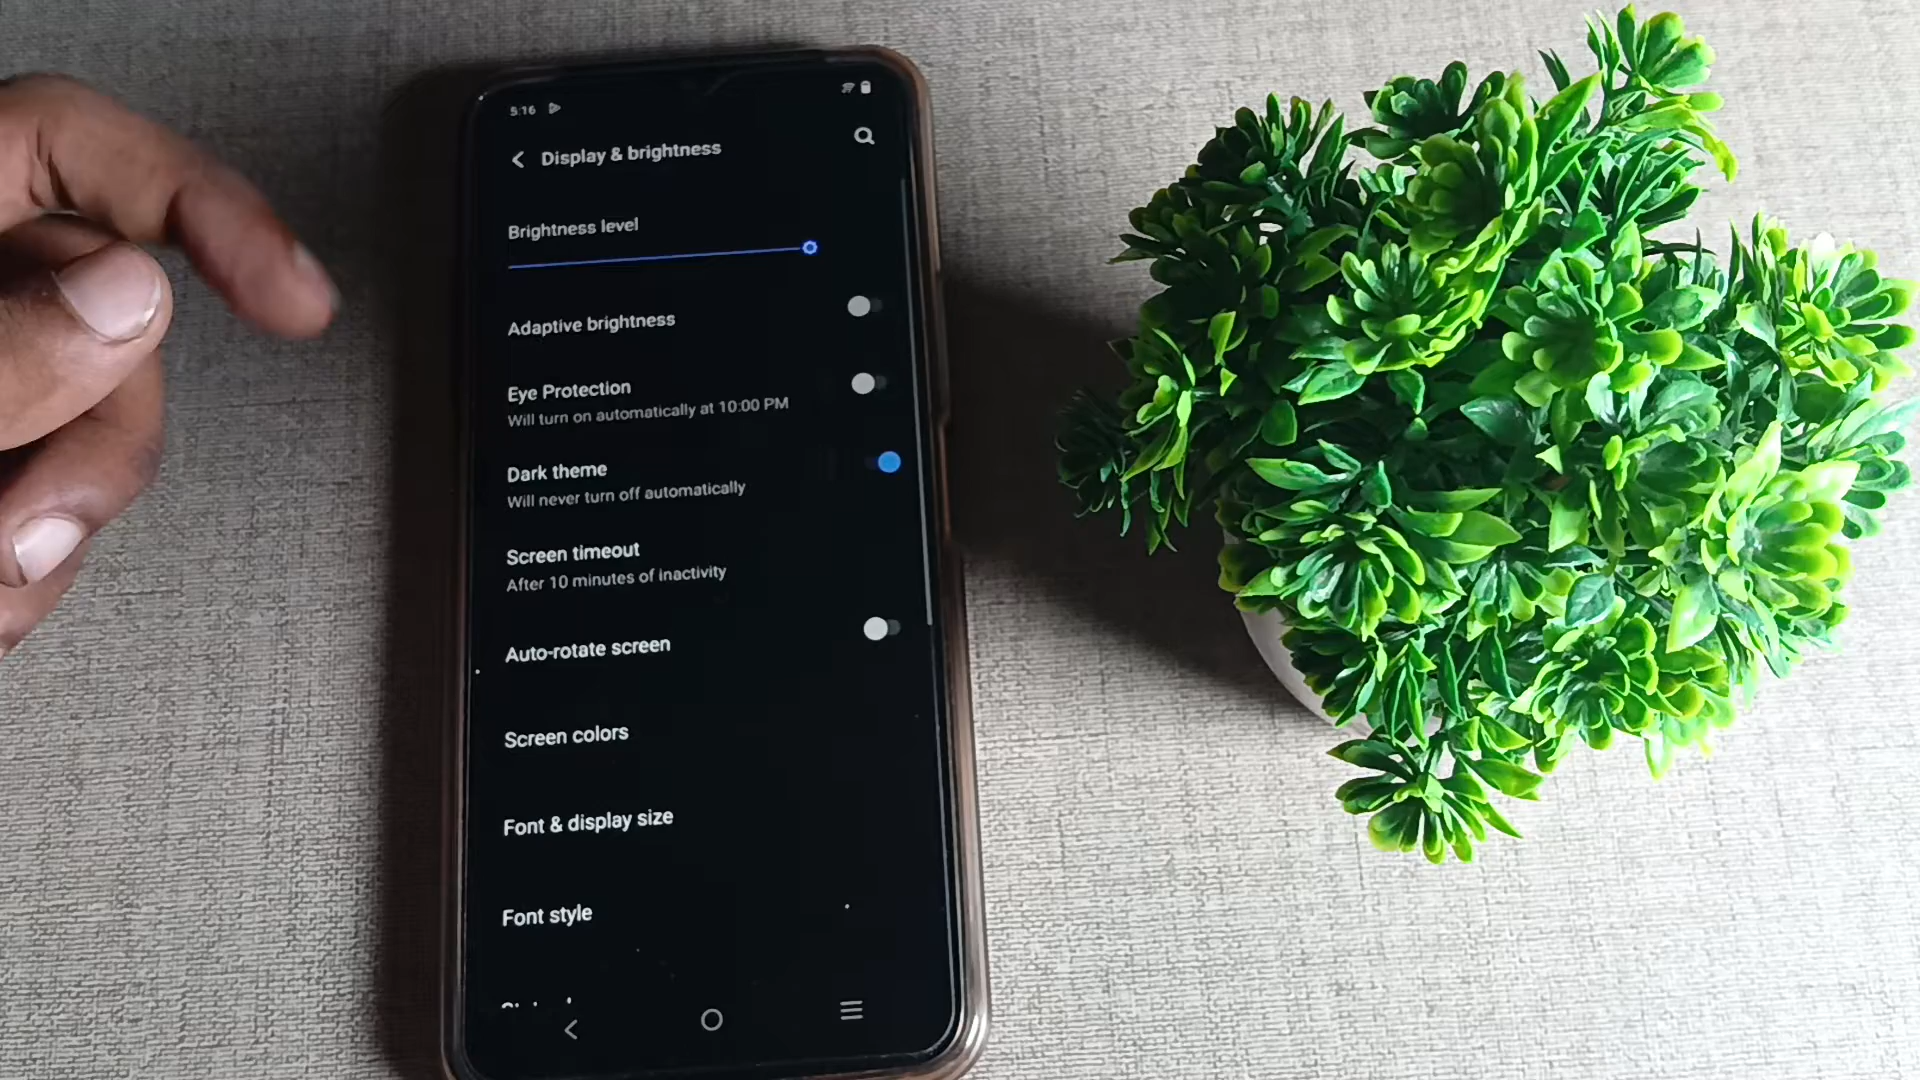 5:16
Display & brightness
Brightness level
Adaptive brightness
Eye Protection
Will turn on automatically at 10:00 PM
Dark theme
Will never turn off automatically
Screen timeout
After 10 minutes of inactivity
Auto-rotate screen
Screen colors
Font & display size
Font style